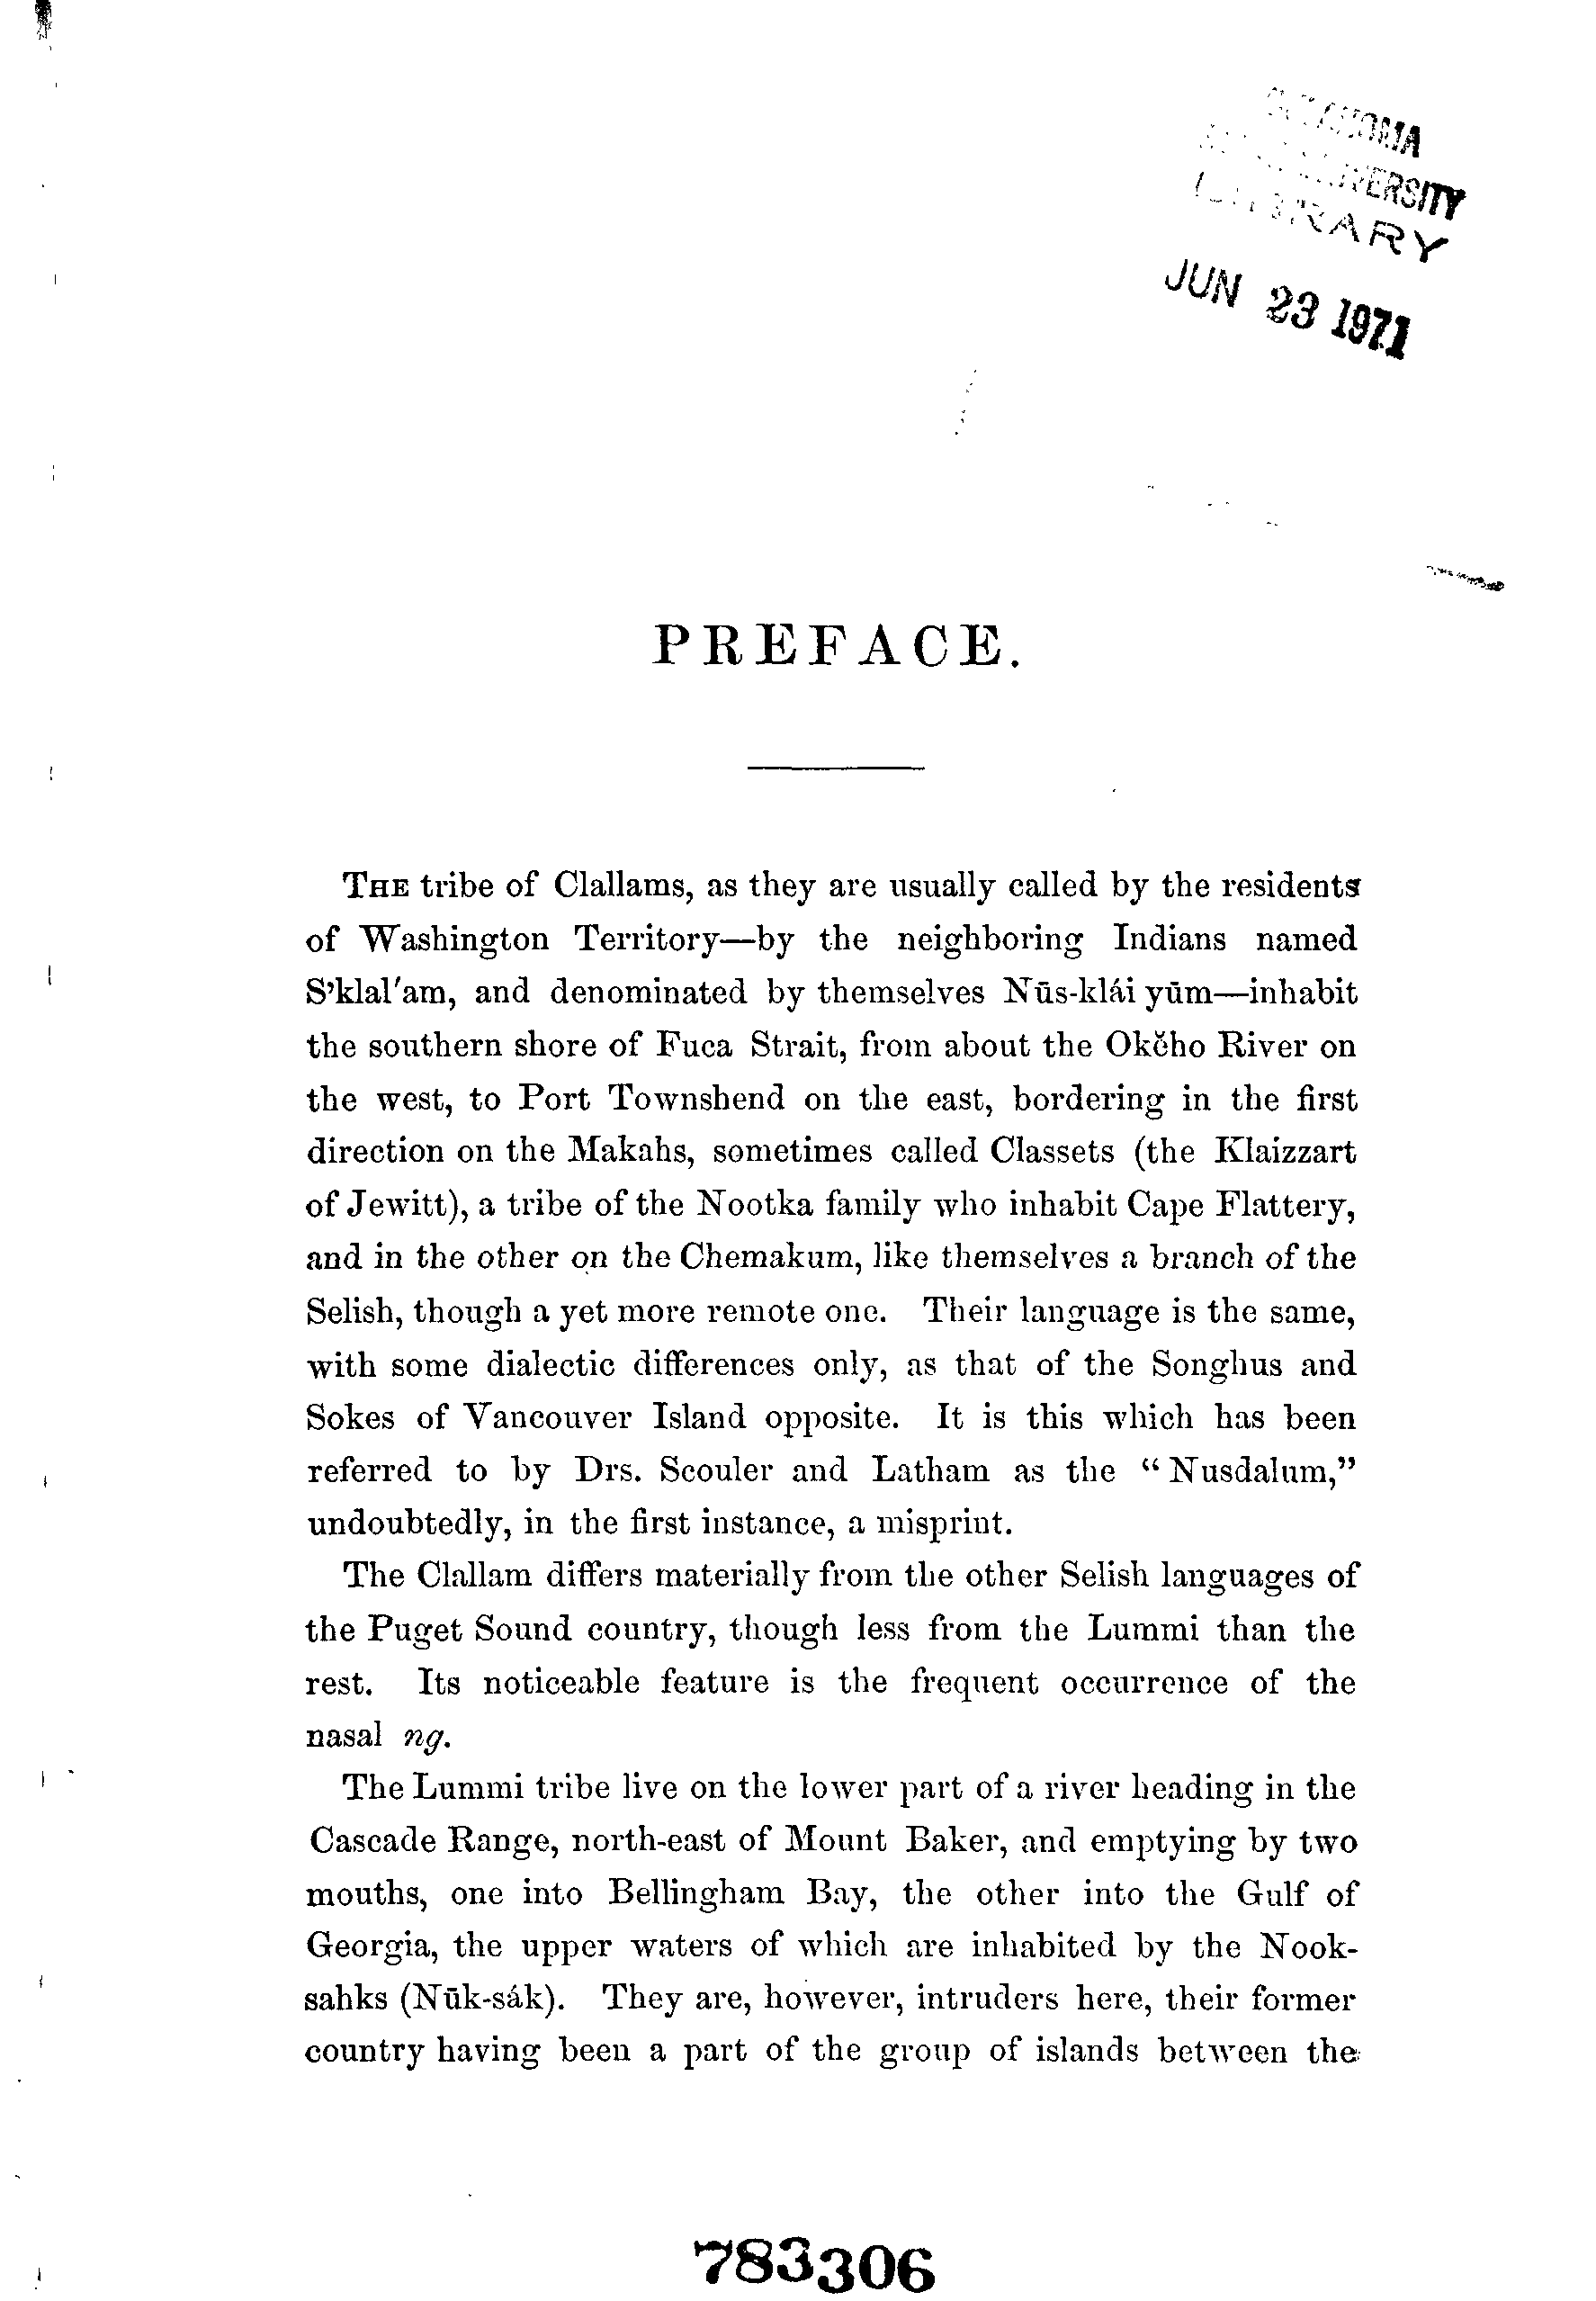 LIBRARY
JUN 23 1971
PREFACE.
THE tribe of Clallams, as they are usually called by the residents
of Washington Territory—by the neighboring Indians named
S'klal'am, and denominated by themselves Nūs-klái yūm—inhabit
the southern shore of Fuca Strait, from about the Okĕho River on
the west, to Port Townshend on the east, bordering in the first
direction on the Makahs, sometimes called Classets (the Klaizzart
of Jewitt), a tribe of the Nootka family who inhabit Cape Flattery,
and in the other on the Chemakum, like themselves a branch of the
Selish, though a yet more remote one. Their language is the same,
with some dialectic differences only, as that of the Songhus and
Sokes of Vancouver Island opposite. It is this which has been
referred to by Drs. Scouler and Latham as the "Nusdalum,"
undoubtedly, in the first instance, a misprint.
The Clallam differs materially from the other Selish languages of
the Puget Sound country, though less from the Lummi than the
rest. Its noticeable feature is the frequent occurrence of the
nasal ng.
The Lummi tribe live on the lower part of a river heading in the
Cascade Range, north-east of Mount Baker, and emptying by two
mouths, one into Bellingham Bay, the other into the Gulf of
Georgia, the upper waters of which are inhabited by the Nook-
sahks (Nūk-sák). They are, however, intruders here, their former
country having been a part of the group of islands between the
783306